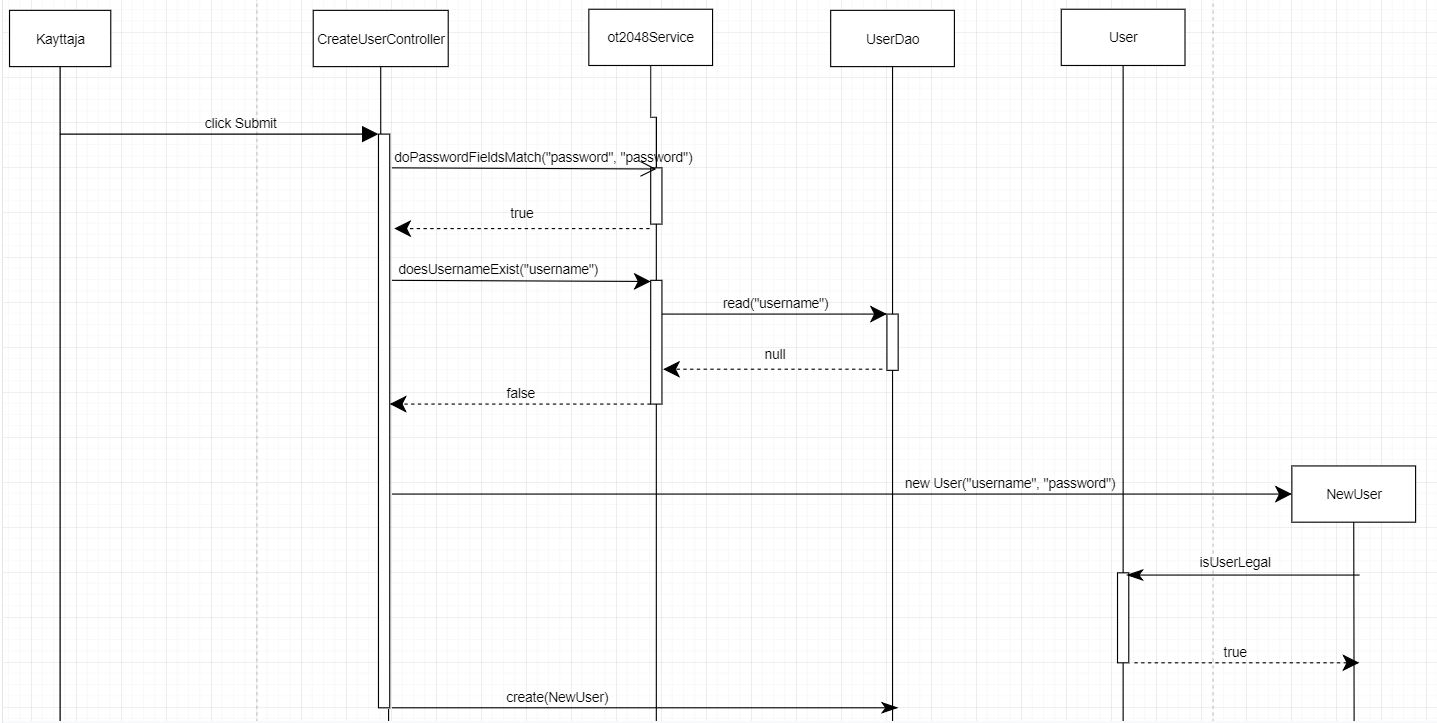 Kayttaja
CreateUserController
ot2048Service
UserDao
User
click Submit
doPasswordFieldsMatch("password", "password")
true
doesUsernameExist("username")
read("username")
null
false
new User("username", "password")
NewUser
isUserLegal
true
create(NewUser)